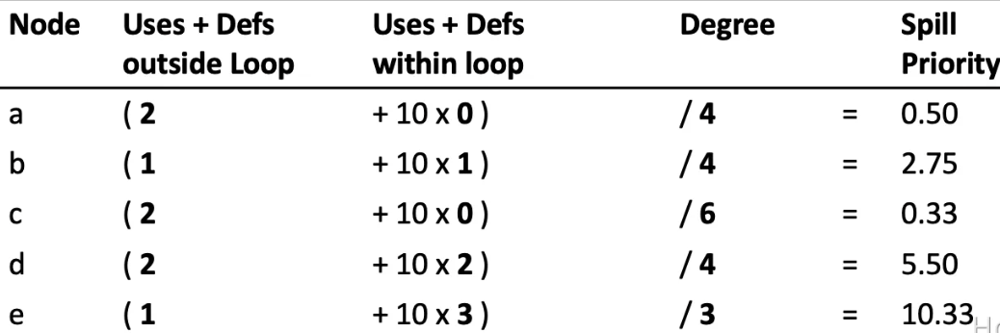 Node Uses + Defs outside Loop Uses + Defs within loop Degree Spill Priority
a ( 2 + 10 x 0 ) / 4 = 0.50
b ( 1 + 10 x 1 ) / 4 = 2.75
c ( 2 + 10 x 0 ) / 6 = 0.33
d ( 2 + 10 x 2 ) / 4 = 5.50
e ( 1 + 10 x 3 ) / 3 = 10.33